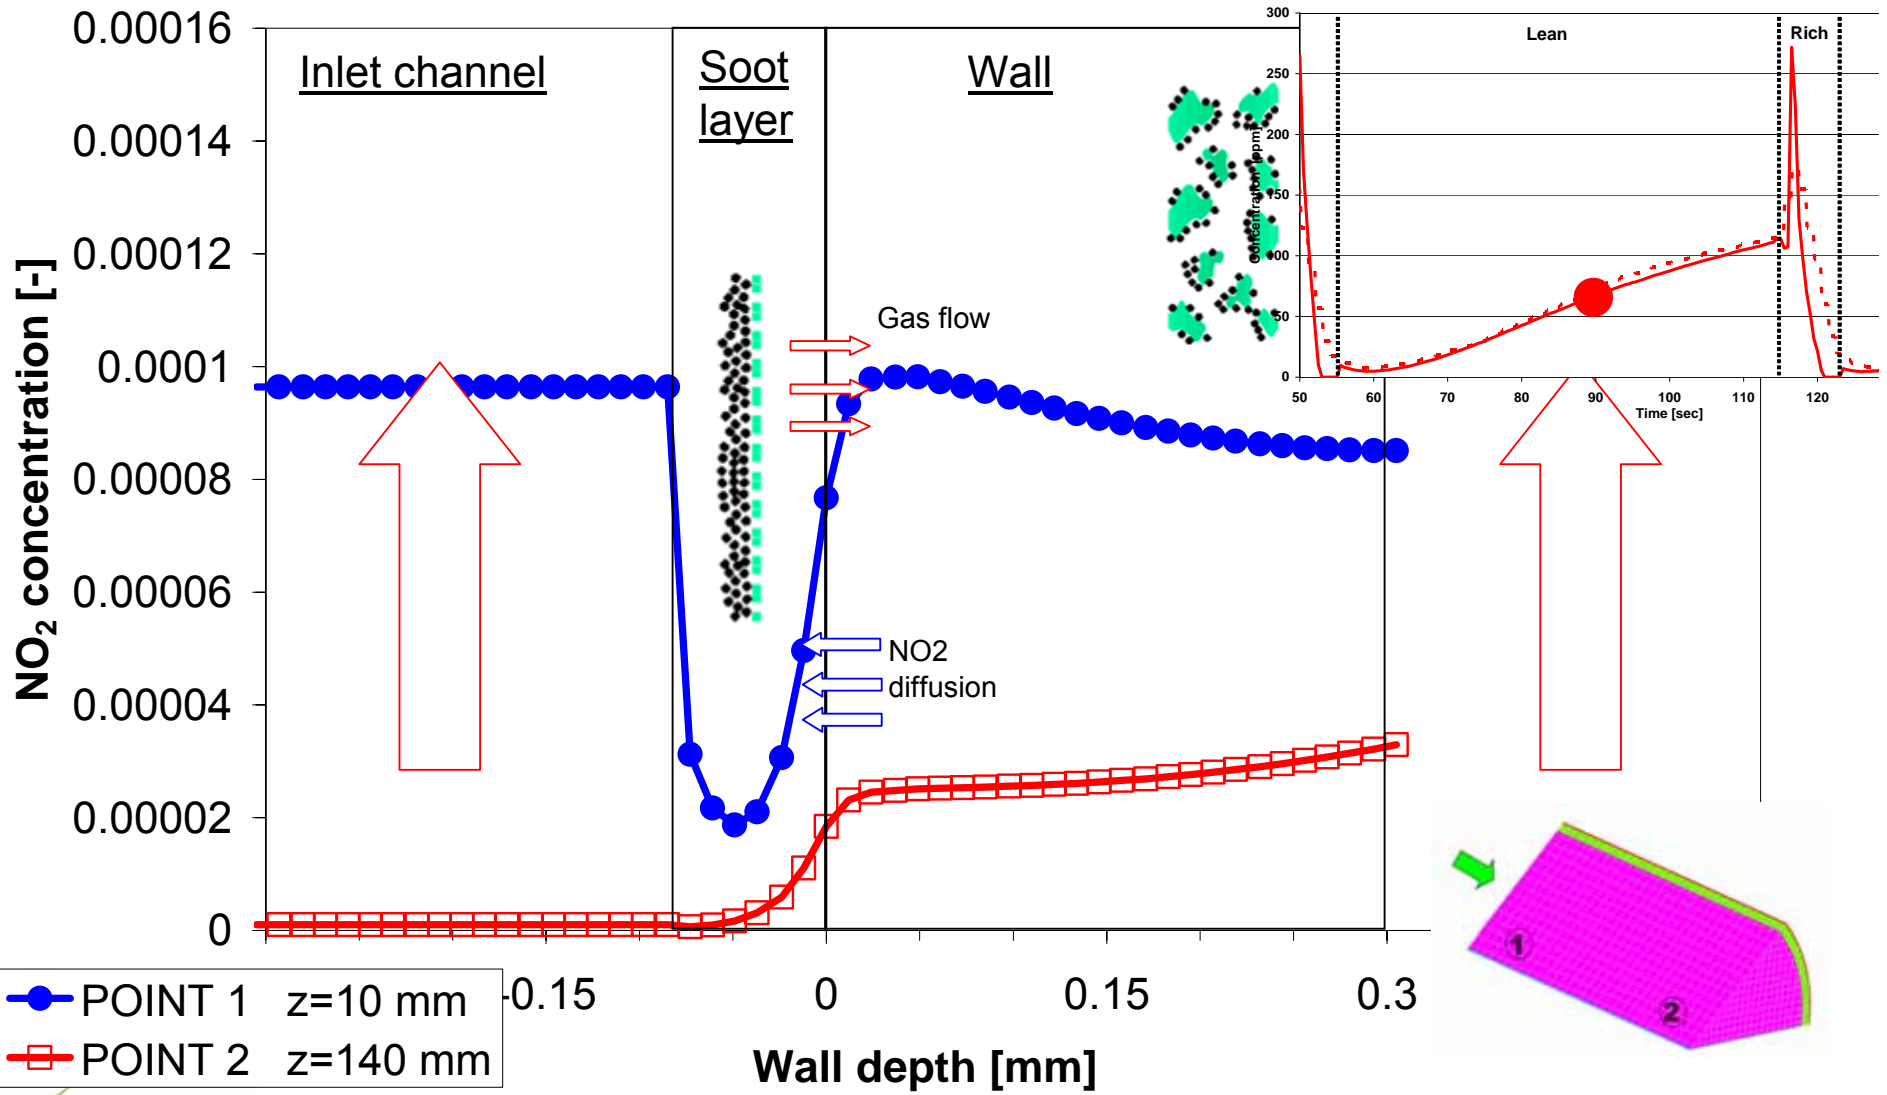 0.00016
0.00014
0.00012
0.0001
0.00008
0.00006
0.00004
0.00002
0
NO2 concentration [-]
Inlet channel
Soot
layer
Wall
Gas flow
NO2
diffusion
-0.15
0
0.15
0.3
Wall depth [mm]
POINT 1 z=10 mm
POINT 2 z=140 mm
300
250
200
150
100
50
0
Concentration [ppm]
Lean
Rich
50
60
70
80
90
100
110
120
Time [sec]
1
2